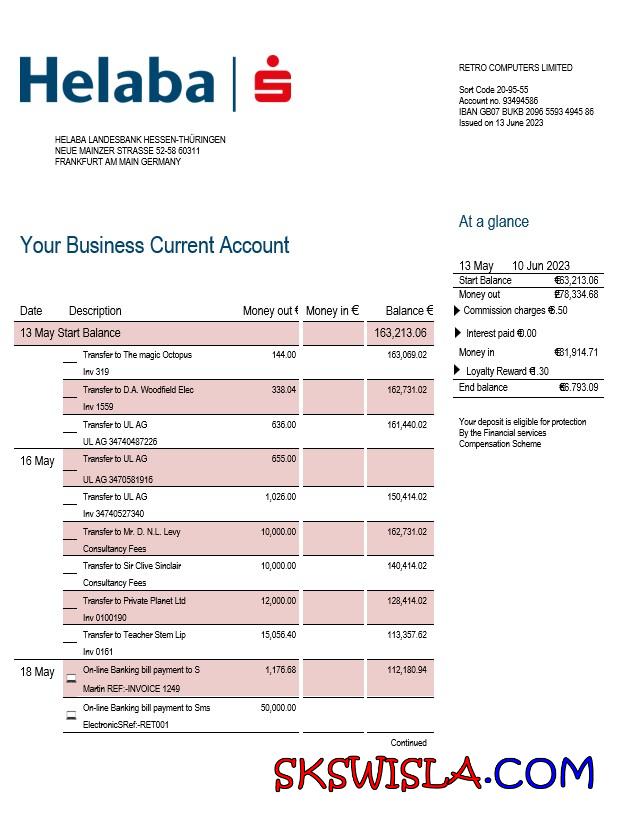 Helaba
RETRO COMPUTERS LIMITED
Sort Code 20-95-55
Account no. 93494586
IBAN GB07 BUKB 2096 5593 4945 86
Issued on 13 June 2023
HELABA LANDESBANK HESSEN-THÜRINGEN
NEUE MAINZER STRASSE 52-58 60311
FRANKFURT AM MAIN GERMANY
At a glance
Your Business Current Account
13 May 10 Jun 2023
Start Balance €63,213.06
Money out £78,334.68
Commission charges €6.50
Interest paid €0.00
Money in €31,914.71
Loyalty Reward €1.30
End balance €6.793.09
Your deposit is eligible for protection
By the Financial services
Compensation Scheme
Date Description Money out € Money in € Balance €
13 May Start Balance 163,213.06
Transfer to The magic Octopus 144.00 163,069.02
Inv 319
Transfer to D.A. Woodfield Elec 338.04 162,731.02
Inv 1559
Transfer to UL AG 636.00 161,440.02
UL AG 34740487226
16 May Transfer to UL AG 655.00
UL AG 3470581916
Transfer to UL AG 1,026.00 150,414.02
Inv 34740527340
Transfer to Mr. D. N.L. Levy 10,000.00 162,731.02
Consultancy Fees
Transfer to Sir Clive Sinclair 10,000.00 140,414.02
Consultancy Fees
Transfer to Private Planet Ltd 12,000.00 128,414.02
Inv 0100190
Transfer to Teacher Stem Lip 15,056.40 113,357.62
Inv 0161
18 May On-line Banking bill payment to S 1,176.68 112,180.94
Martin REF:-INVOICE 1249
On-line Banking bill payment to Sms 50,000.00
ElectronicSRef:-RET001
Continued
SKSWISLA.COM